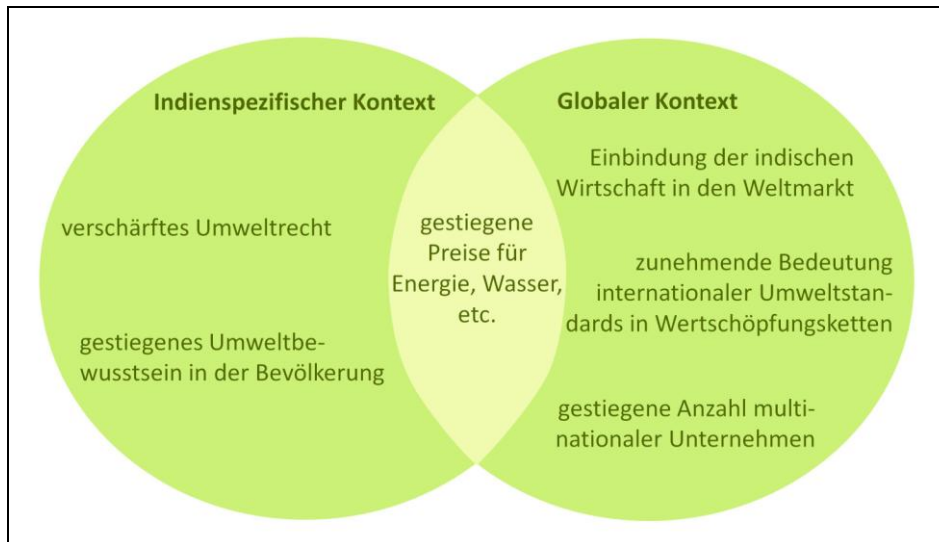 Indienspezifischer Kontext
verschärftes Umweltrecht
gestiegenes Umweltbe-
wusstsein in der Bevölkerung
gestiegene
Preise für
Energie, Wasser,
etc.
Globaler Kontext
Einbindung der indischen
Wirtschaft in den Weltmarkt
zunehmende Bedeutung
internationaler Umweltstan-
dards in Wertschöpfungsketten
gestiegene Anzahl multi-
nationaler Unternehmen